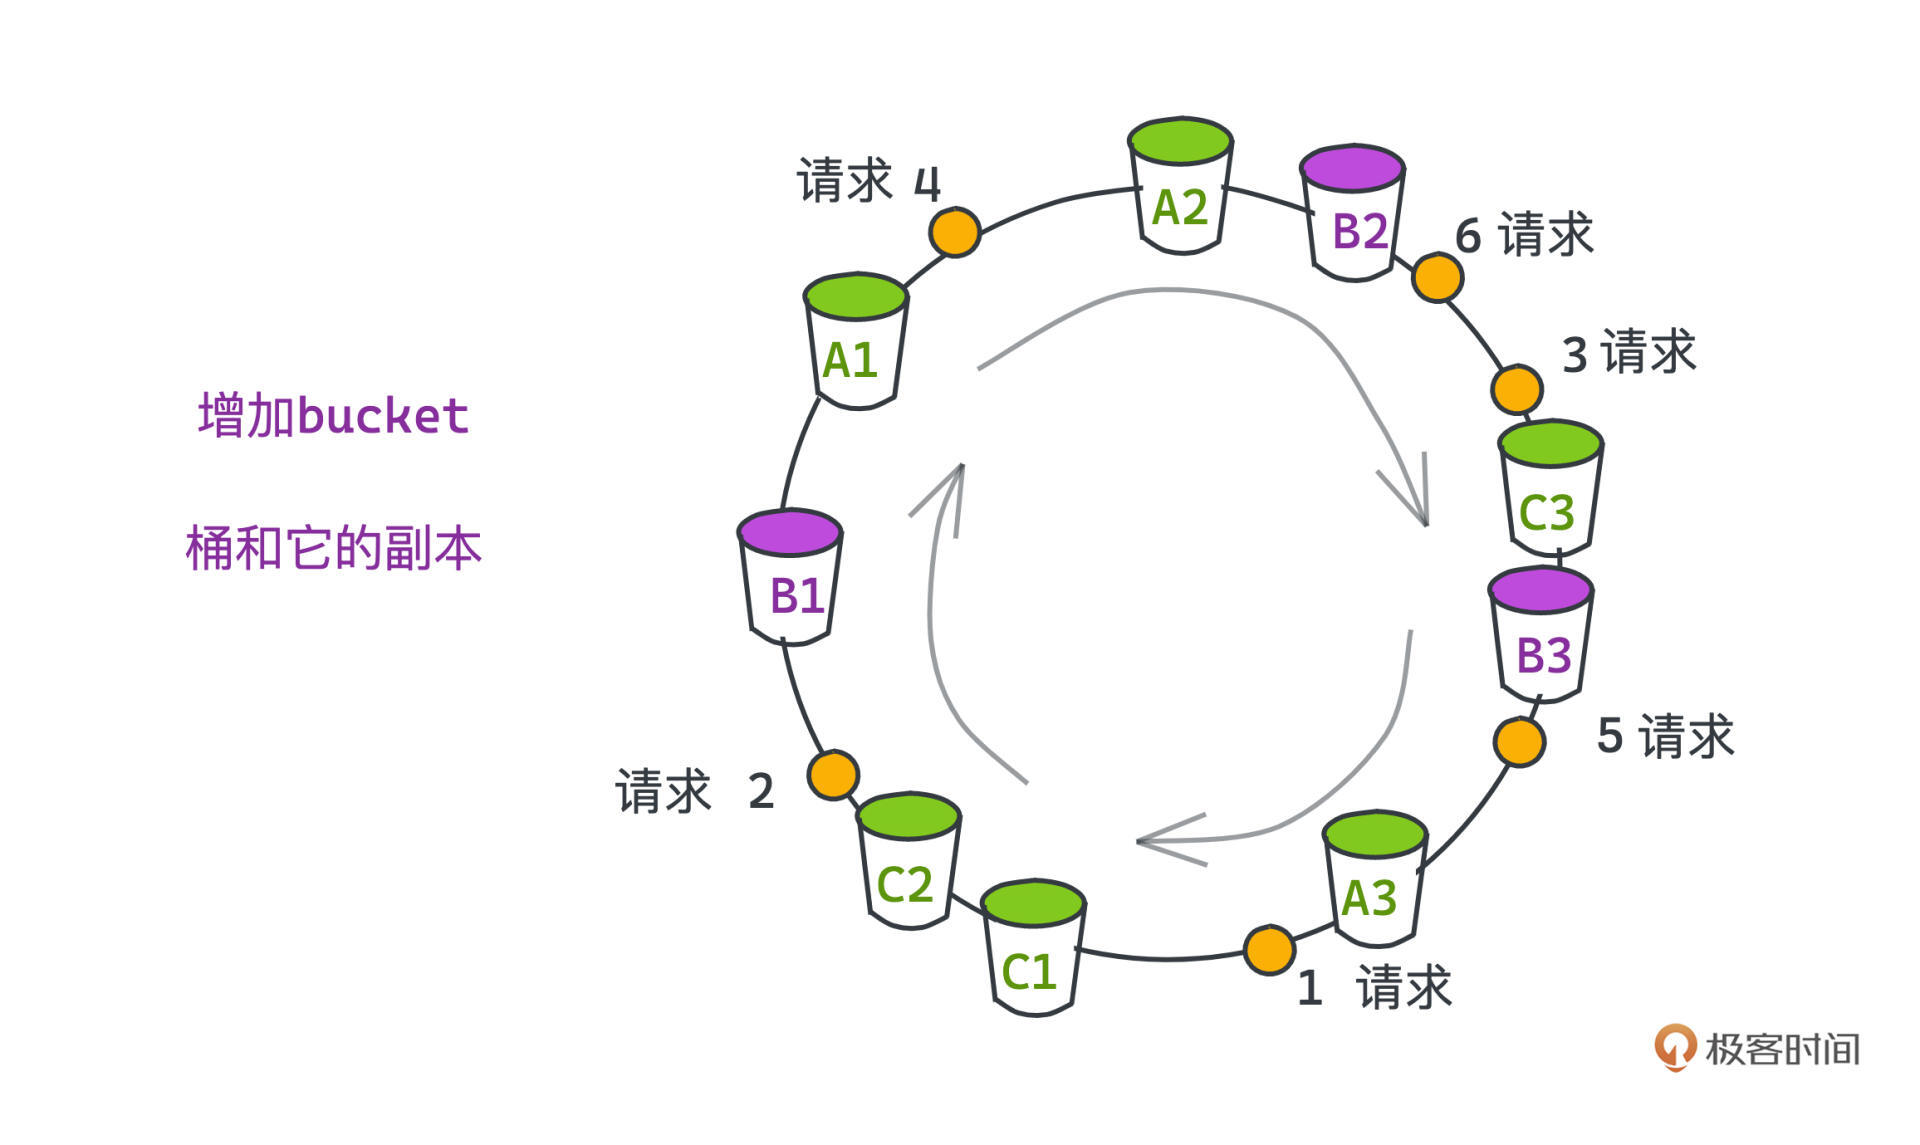 请求 4
A2
B2
6 请求
A1
3 请求
增加bucket
C3
桶和它的副本
B1
B3
5 请求
请求 2
C2
A3
C1
1 请求
极客时间